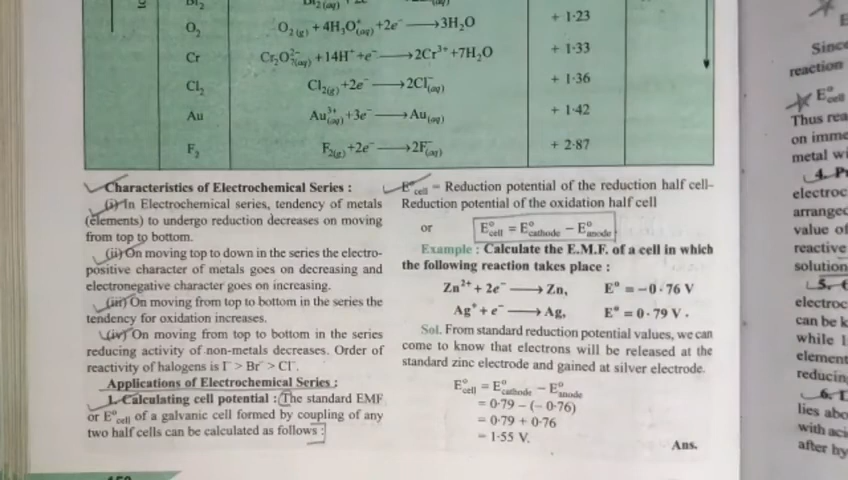 O₂ O₂ (g) + 4H₃O⁺(aq) + 2e⁻ ⟶ 3H₂O + 1·23
Cr Cr₂O₇²⁻(aq) + 14H⁺ + e⁻ ⟶ 2Cr³⁺ + 7H₂O + 1·33
Cl₂ Cl₂(g) + 2e⁻ ⟶ 2Cl⁻(aq) + 1·36
Au Au³⁺(aq) + 3e⁻ ⟶ Au(aq) + 1·42
F₂ F₂(g) + 2e⁻ ⟶ 2F⁻(aq) + 2·87
Characteristics of Electrochemical Series :
(i) In Electrochemical series, tendency of metals
(elements) to undergo reduction decreases on moving
from top to bottom.
(ii) On moving top to down in the series the electro-
positive character of metals goes on decreasing and
electronegative character goes on increasing.
(iii) On moving from top to bottom in the series the
tendency for oxidation increases.
(iv) On moving from top to bottom in the series
reducing activity of non-metals decreases. Order of
reactivity of halogens is I⁻ > Br⁻ > Cl⁻.
Applications of Electrochemical Series :
1. Calculating cell potential : The standard EMF
or E°cell of a galvanic cell formed by coupling of any
two half cells can be calculated as follows :
E°cell = Reduction potential of the reduction half cell–
Reduction potential of the oxidation half cell
or E°cell = E°cathode − E°anode
Example : Calculate the E.M.F. of a cell in which
the following reaction takes place :
Zn²⁺ + 2e⁻ ⟶ Zn, E° = −0·76 V
Ag⁺ + e⁻ ⟶ Ag, E° = 0·79 V.
Sol. From standard reduction potential values, we can
come to know that electrons will be released at the
standard zinc electrode and gained at silver electrode.
E°cell = E°cathode − E°anode
= 0·79 − (− 0·76)
= 0·79 + 0·76
= 1·55 V.
Ans.
Since
reaction
E°cell
Thus rea
on imme
metal wi
4. P
electroc
arranged
value of
reactive
solution
5.
electroc
can be k
while l
element
reducin
6.
lies abo
with aci
after hy